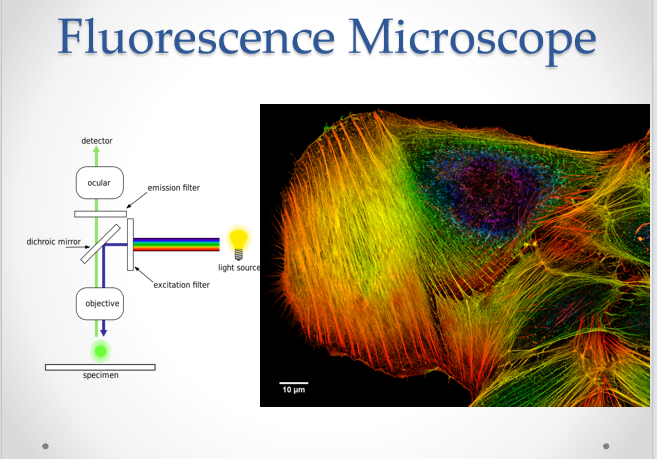 Fluorescence Microscope
detector
ocular
emission filter
dichroic mirror
light source
excitation filter
objective
specimen
10 µm